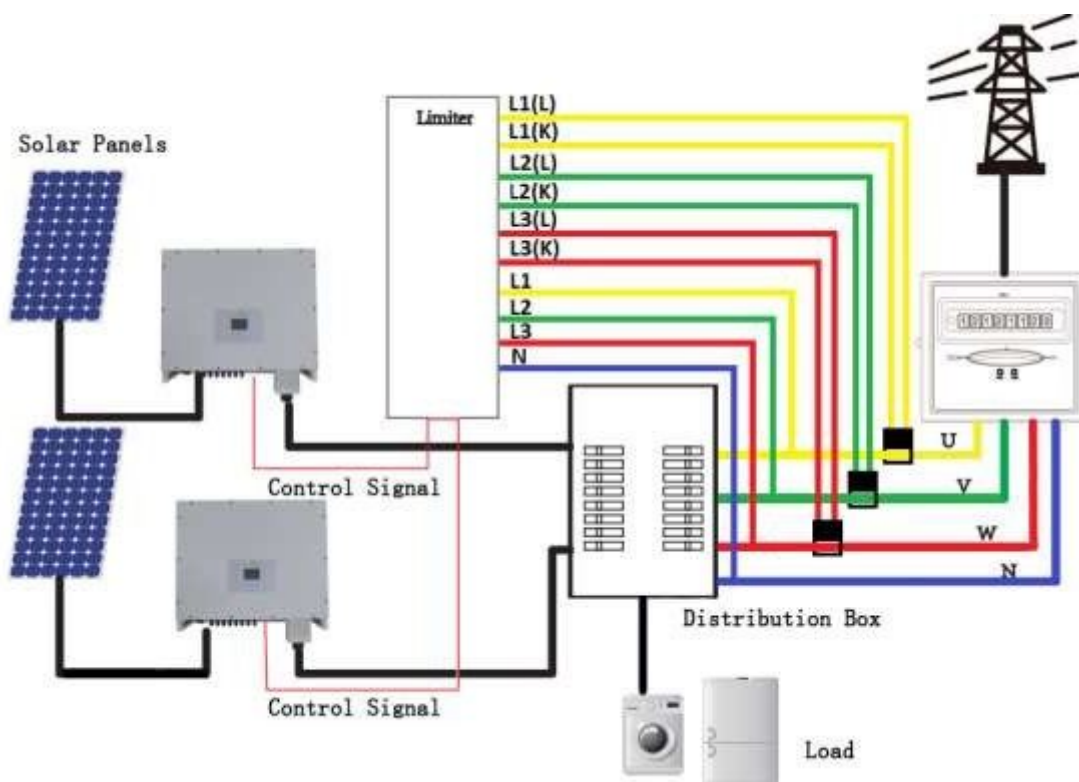 Limiter
L1(L)
L1(K)
L2(L)
L2(K)
L3(L)
L3(K)
L1
L2
L3
N
Solar Panels
Control Signal
U
V
W
N
Distribution Box
Control Signal
Load